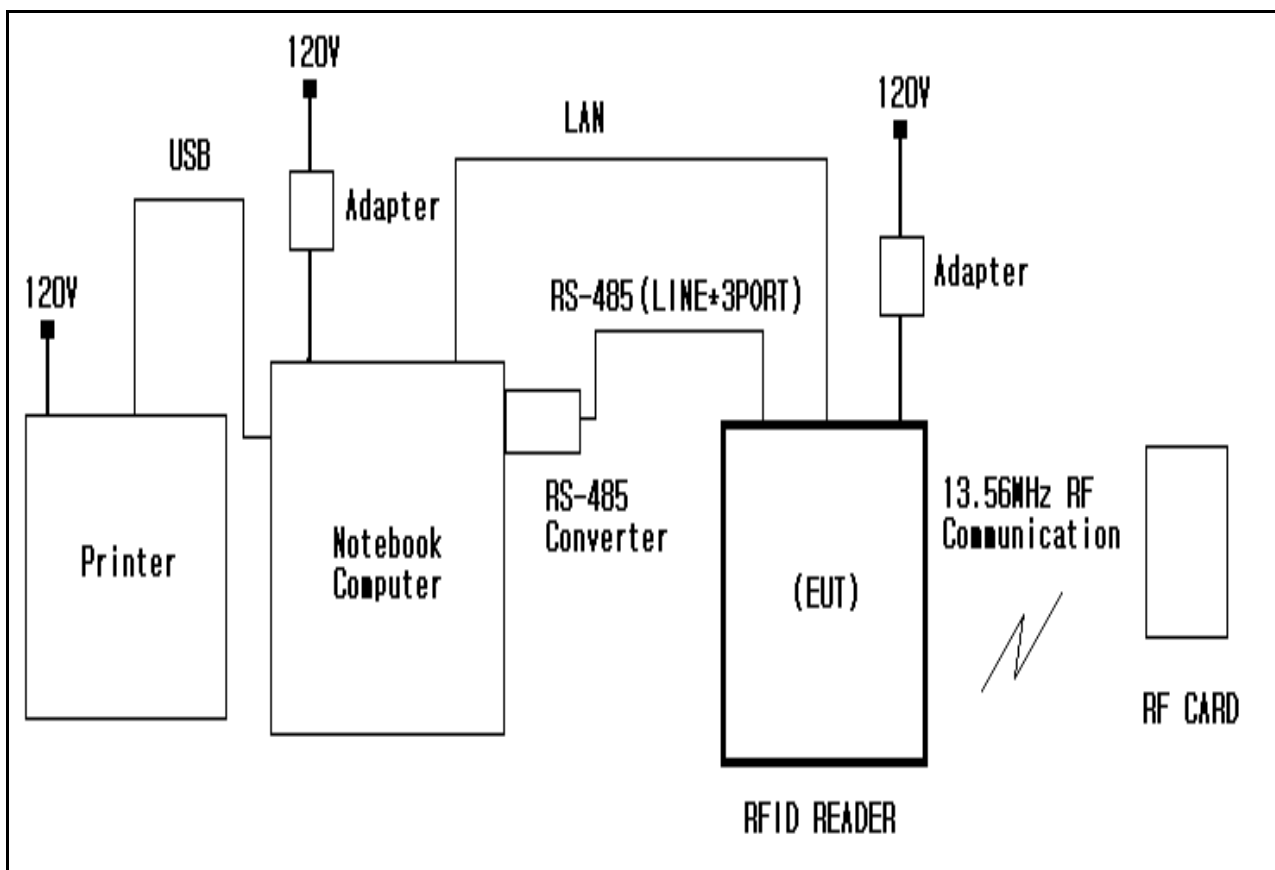 120V
120V
LAN
USB
Adapter
120V
Adapter
RS-485(LINE*3PORT)
RS-485
Converter
13.56MHz RF
Communication
Printer
Notebook
Computer
(EUT)
RF CARD
RFID READER